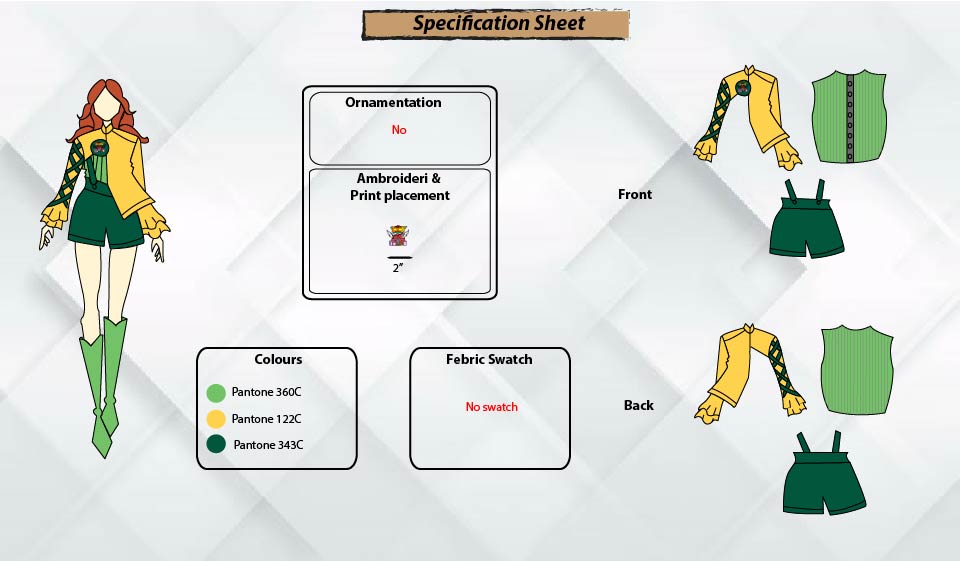 Specification Sheet
Ornamentation
No
Ambroideri &
Print placement
2”
Front
Colours
Pantone 360C
Pantone 122C
Pantone 343C
Febric Swatch
No swatch
Back